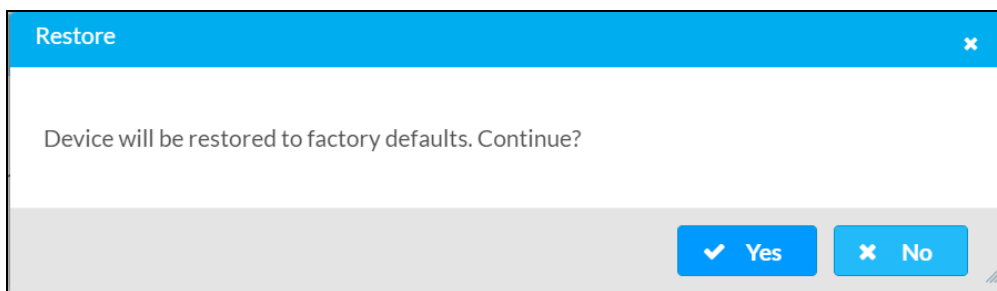 Restore
Device will be restored to factory defaults. Continue?
Yes No